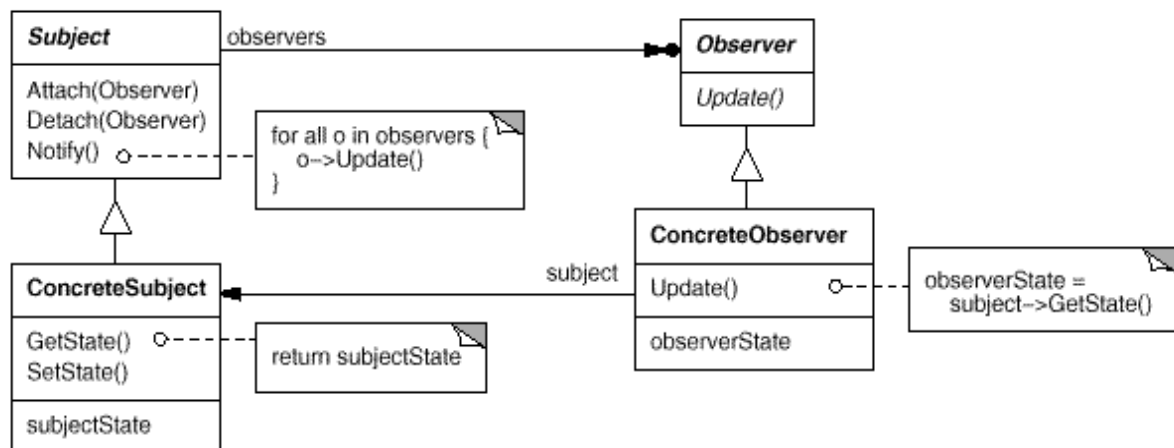 Subject
observers
Observer
Attach(Observer)
Detach(Observer)
Notify()
for all o in observers {
o->Update()
}
Update()
ConcreteSubject
GetState()
SetState()
subjectState
return subjectState
subject
ConcreteObserver
Update()
observerState
observerState =
subject->GetState()